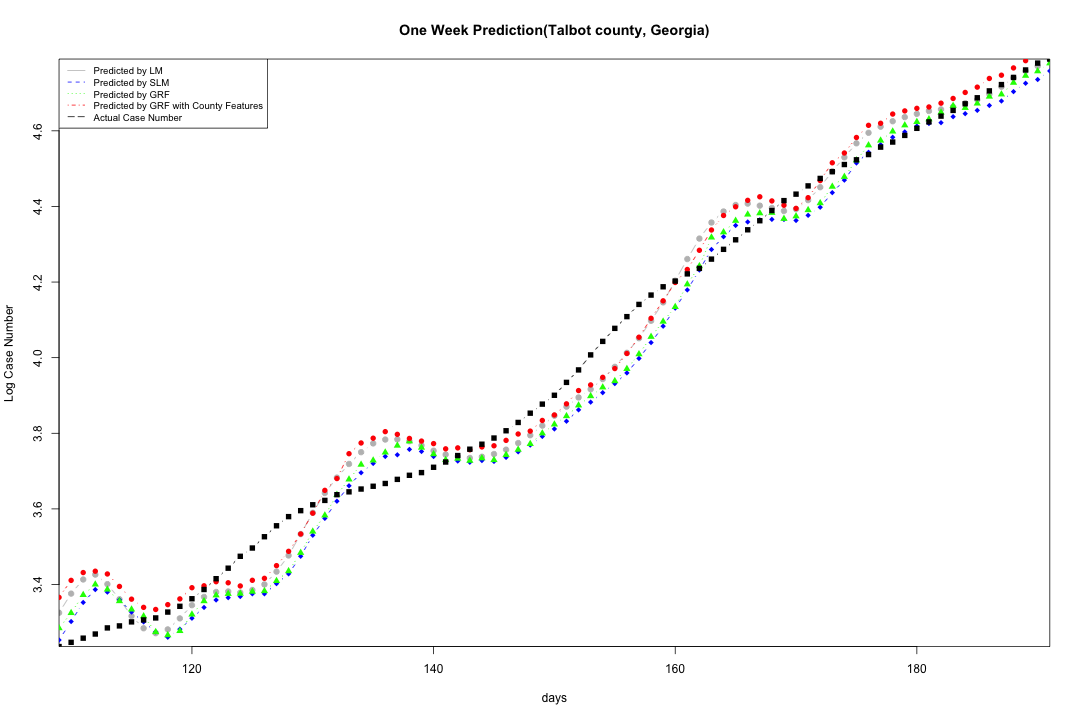 One Week Prediction(Talbot county, Georgia)
Predicted by LM
Predicted by SLM
Predicted by GRF
Predicted by GRF with County Features
Actual Case Number
4.6
4.4
4.2
4.0
3.8
3.6
3.4
Log Case Number
120 140 160 180
days